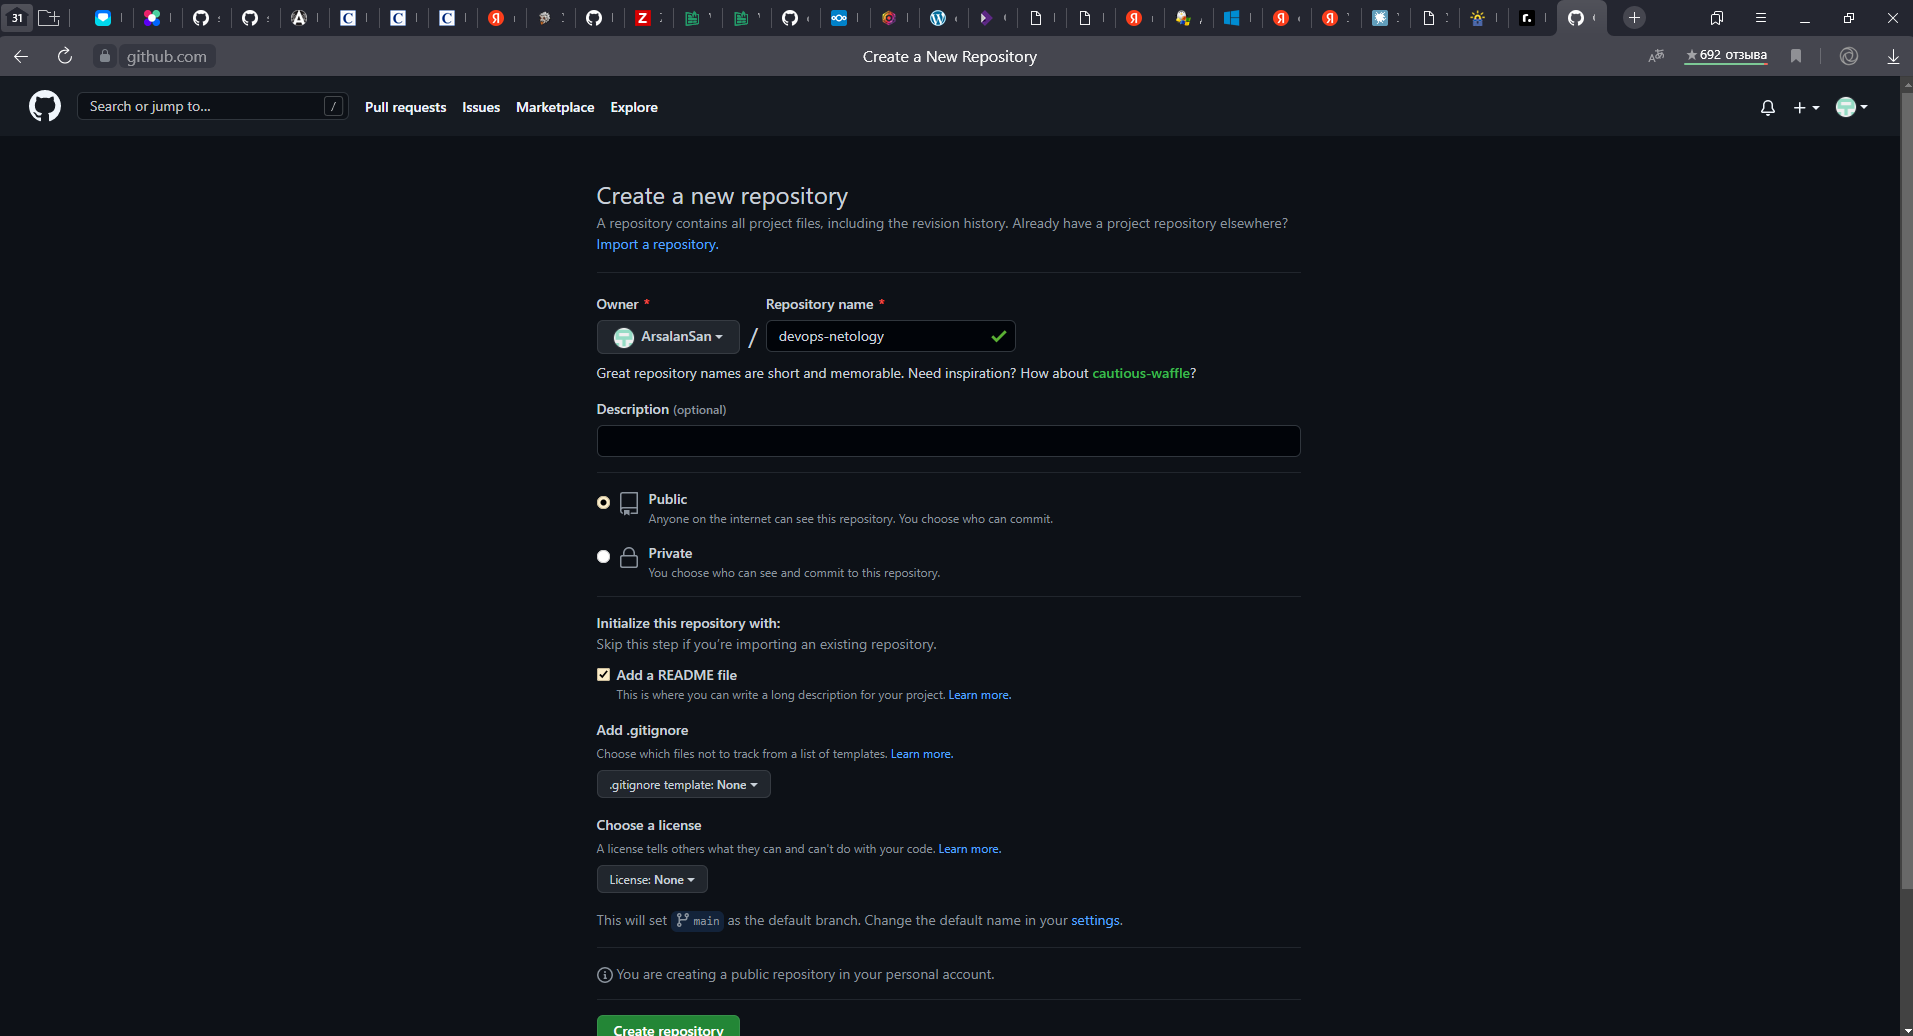 31
github.com
Create a New Repository
★ 692 отзыва
Search or jump to...
/
Pull requests Issues Marketplace Explore
Create a new repository
A repository contains all project files, including the revision history. Already have a project repository elsewhere?
Import a repository.
Owner * Repository name *
ArsalanSan / devops-netology
Great repository names are short and memorable. Need inspiration? How about cautious-waffle?
Description (optional)
Public
Anyone on the internet can see this repository. You choose who can commit.
Private
You choose who can see and commit to this repository.
Initialize this repository with:
Skip this step if you're importing an existing repository.
Add a README file
This is where you can write a long description for your project. Learn more.
Add .gitignore
Choose which files not to track from a list of templates. Learn more.
.gitignore template: None
Choose a license
A license tells others what they can and can't do with your code. Learn more.
License: None
This will set main as the default branch. Change the default name in your settings.
You are creating a public repository in your personal account.
Create repository